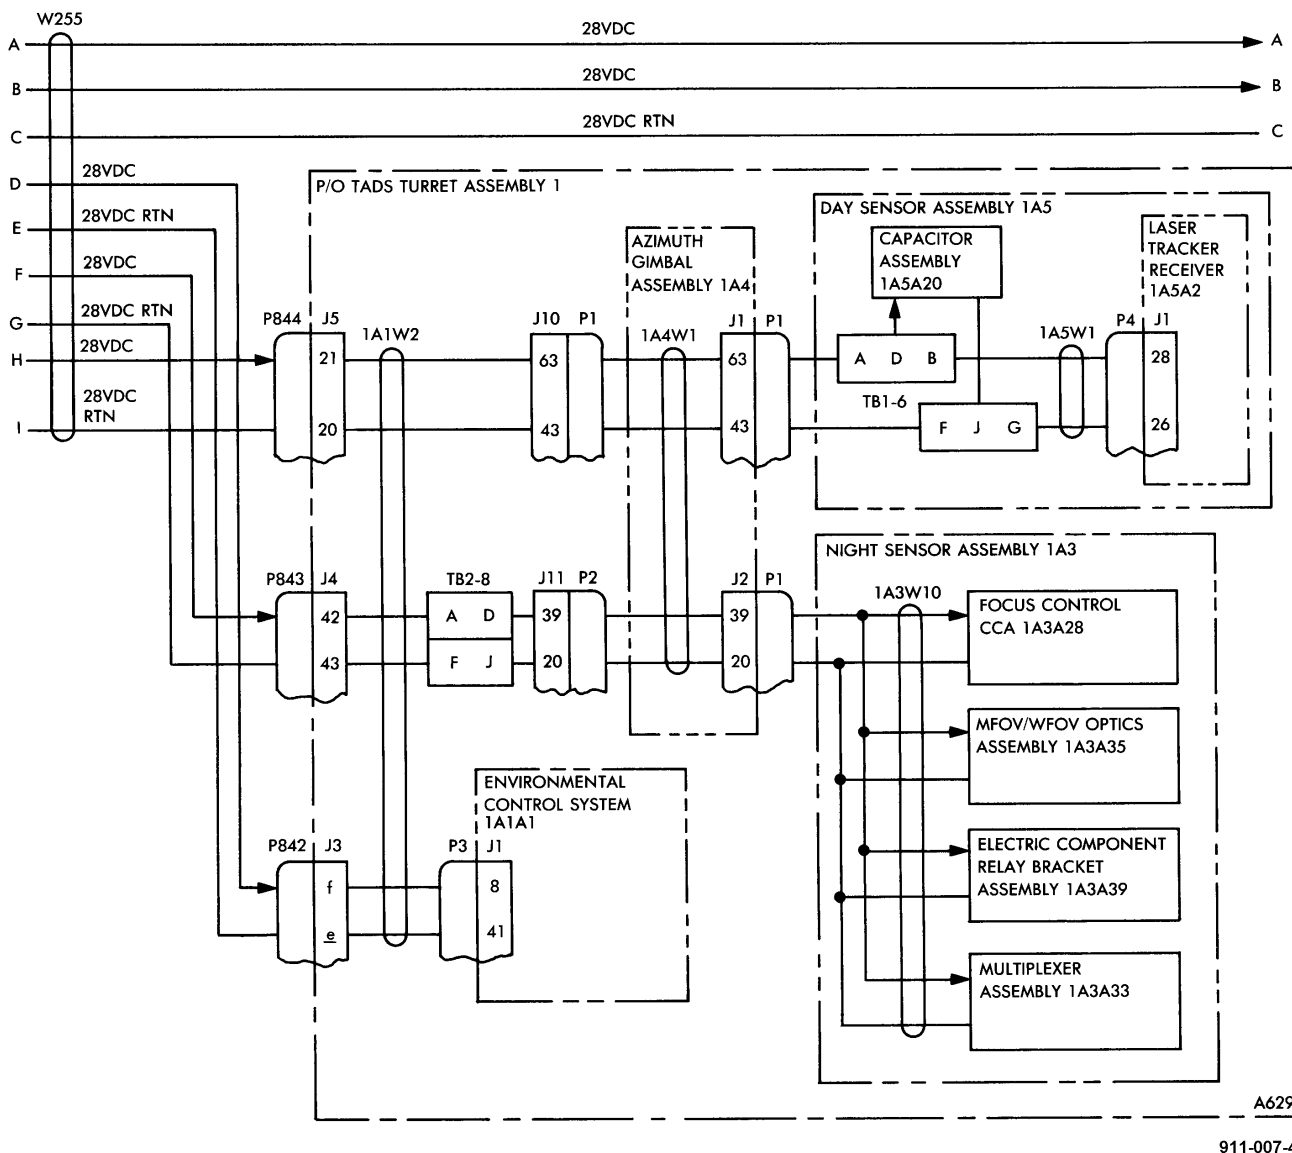 W255
A 28VDC A
B 28VDC B
C 28VDC RTN C
D 28VDC
P/O TADS TURRET ASSEMBLY 1
E 28VDC RTN
F 28VDC
G 28VDC RTN
H 28VDC
I 28VDC
RTN
DAY SENSOR ASSEMBLY 1A5
CAPACITOR
ASSEMBLY
1A5A20
LASER
TRACKER
RECEIVER
1A5A2
AZIMUTH
GIMBAL
ASSEMBLY 1A4
P844 J5 1A1W2 J10 P1 1A4W1 J1 P1 1A5W1 P4 J1
21 63 63 A D B 28
TB1-6
20 43 43 F J G 26
NIGHT SENSOR ASSEMBLY 1A3
P843 J4 TB2-8 J11 P2 J2 P1 1A3W10
42 A D 39 39
43 F J 20 20
FOCUS CONTROL
CCA 1A3A28
MFOV/WFOV OPTICS
ASSEMBLY 1A3A35
ELECTRIC COMPONENT
RELAY BRACKET
ASSEMBLY 1A3A39
MULTIPLEXER
ASSEMBLY 1A3A33
ENVIRONMENTAL
CONTROL SYSTEM
1A1A1
P842 J3 P3 J1
f 8
e 41
A629
911-007-4